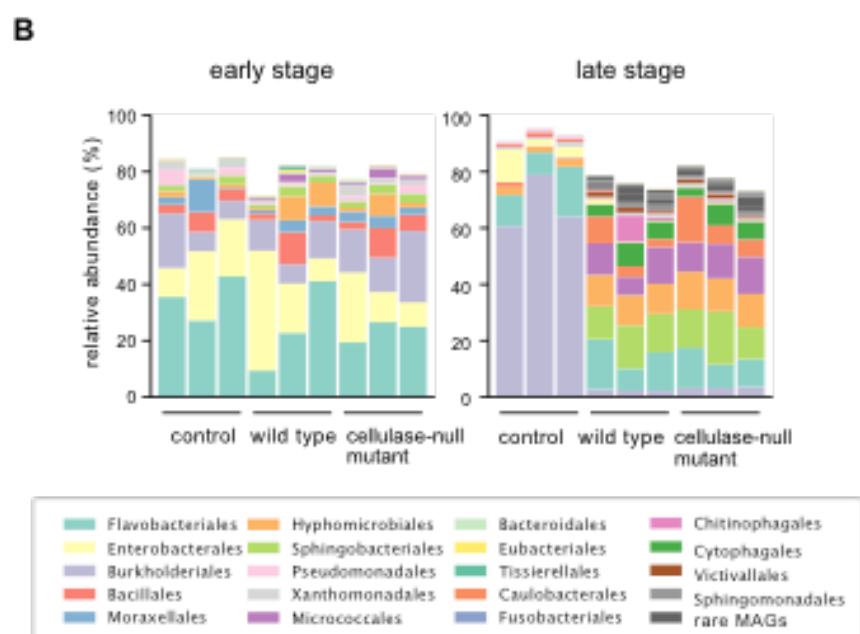 B
early stage
late stage
relative abundance (%)
100
80
60
40
20
0
control wild type cellulase-null
mutant
100
80
60
40
20
0
control wild type cellulase-null
mutant
Flavobacteriales Hyphomicrobiales Bacteroidales Chitinophagales
Enterobacterales Sphingobacteriales Eubacteriales Cytophagales
Burkholderiales Pseudomonadales Tissierellales Victivallales
Bacillales Xanthomonadales Caulobacterales Sphingomonadales
Moraxellales Micrococcales Fusobacteriales rare MAGs